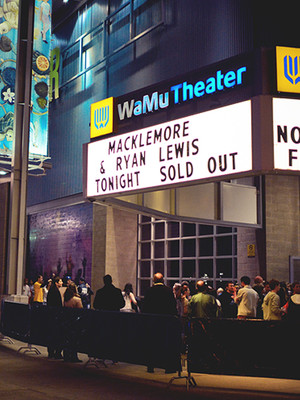 WaMu Theater
MACKLEMORE
& RYAN LEWIS
TONIGHT SOLD OUT
NO
F